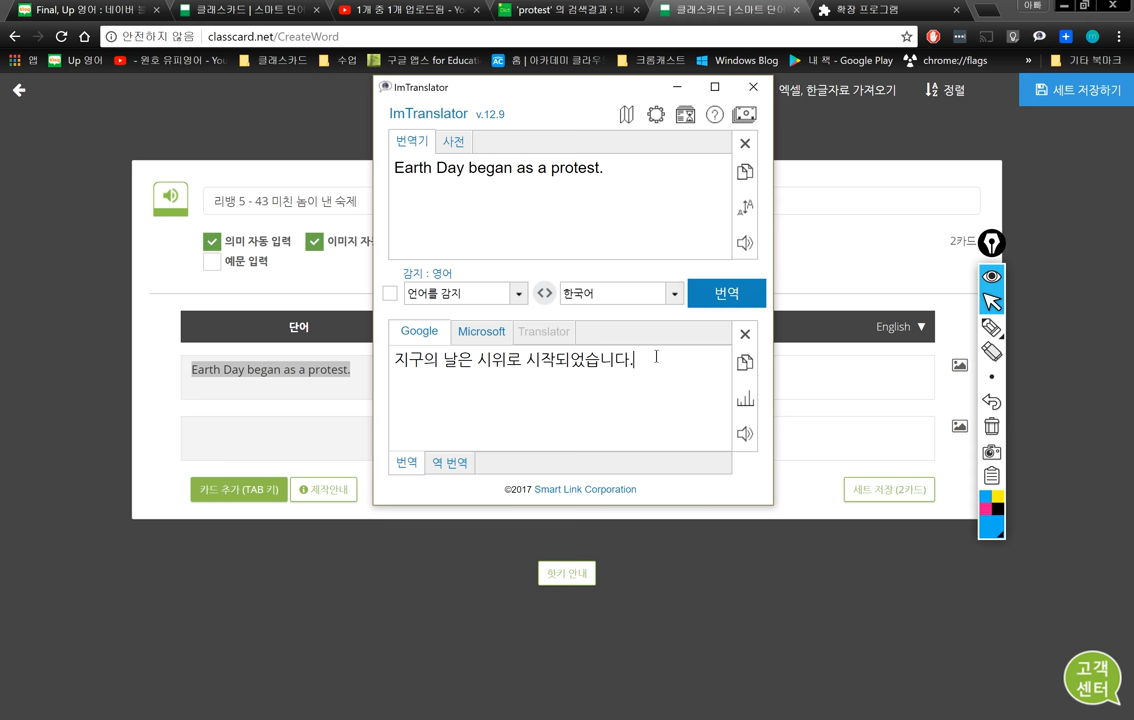 Final, Up 영어 : 네이버 블
클래스카드 | 스마트 단어
1개 중 1개 업로드됨 - Yo
'protest' 의 검색결과 : 네
클래스카드 | 스마트 단어
확장 프로그램
아빠
안전하지 않음
classcard.net/CreateWord
앱
Up 영어
- 원호 유피영어 - You
클래스카드
수업
구글 앱스 for Educati
홈 | 아카데미 클라우
크롬캐스트
Windows Blog
내 책 - Google Play
chrome://flags
»
기타 북마크
엑셀, 한글자료 가져오기
정렬
세트 저장하기
ImTranslator
ImTranslator v.12.9
번역기
사전
Earth Day began as a protest.
리뱅 5 - 43 미친 놈이 낸 숙제
의미 자동 입력
이미지 자
2카드
예문 입력
감지 : 영어
언어를 감지
한국어
번역
단어
English ▼
Google
Microsoft
Translator
지구의 날은 시위로 시작되었습니다.
Earth Day began as a protest.
번역
역 번역
©2017 Smart Link Corporation
카드 추가 (TAB 키)
제작안내
세트 저장 (2카드)
핫키 안내
고객
센터